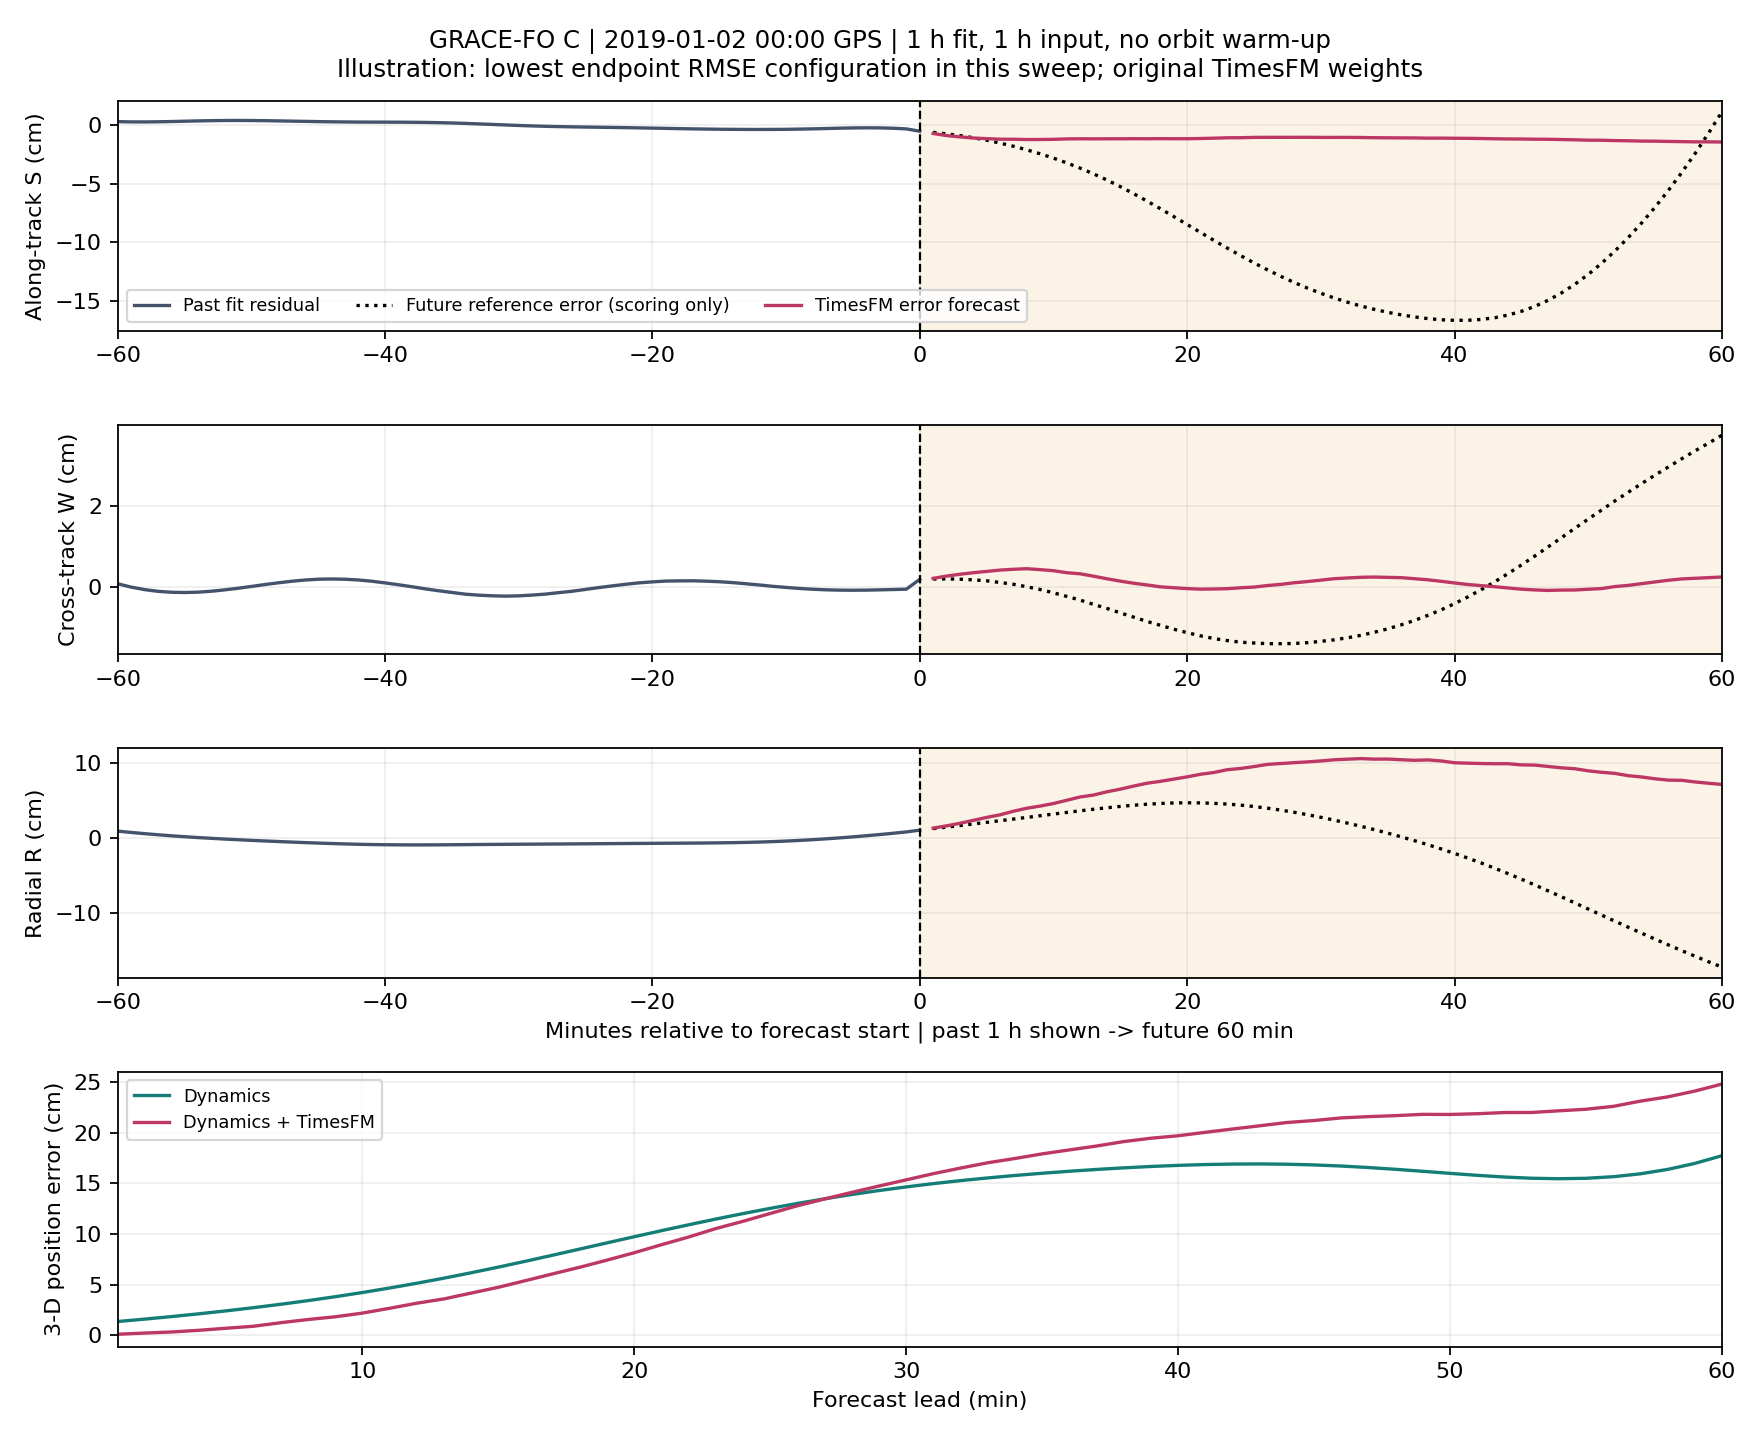 GRACE-FO C | 2019-01-02 00:00 GPS | 1 h fit, 1 h input, no orbit warm-up
Illustration: lowest endpoint RMSE configuration in this sweep; original TimesFM weights
Along-track S (cm)
0
−5
−10
−15
Past fit residual
Future reference error (scoring only)
TimesFM error forecast
−60 −40 −20 0 20 40 60
Cross-track W (cm)
2
0
−60 −40 −20 0 20 40 60
Radial R (cm)
10
0
−10
−60 −40 −20 0 20 40 60
Minutes relative to forecast start | past 1 h shown -> future 60 min
3-D position error (cm)
25
20
15
10
5
0
Dynamics
Dynamics + TimesFM
10 20 30 40 50 60
Forecast lead (min)